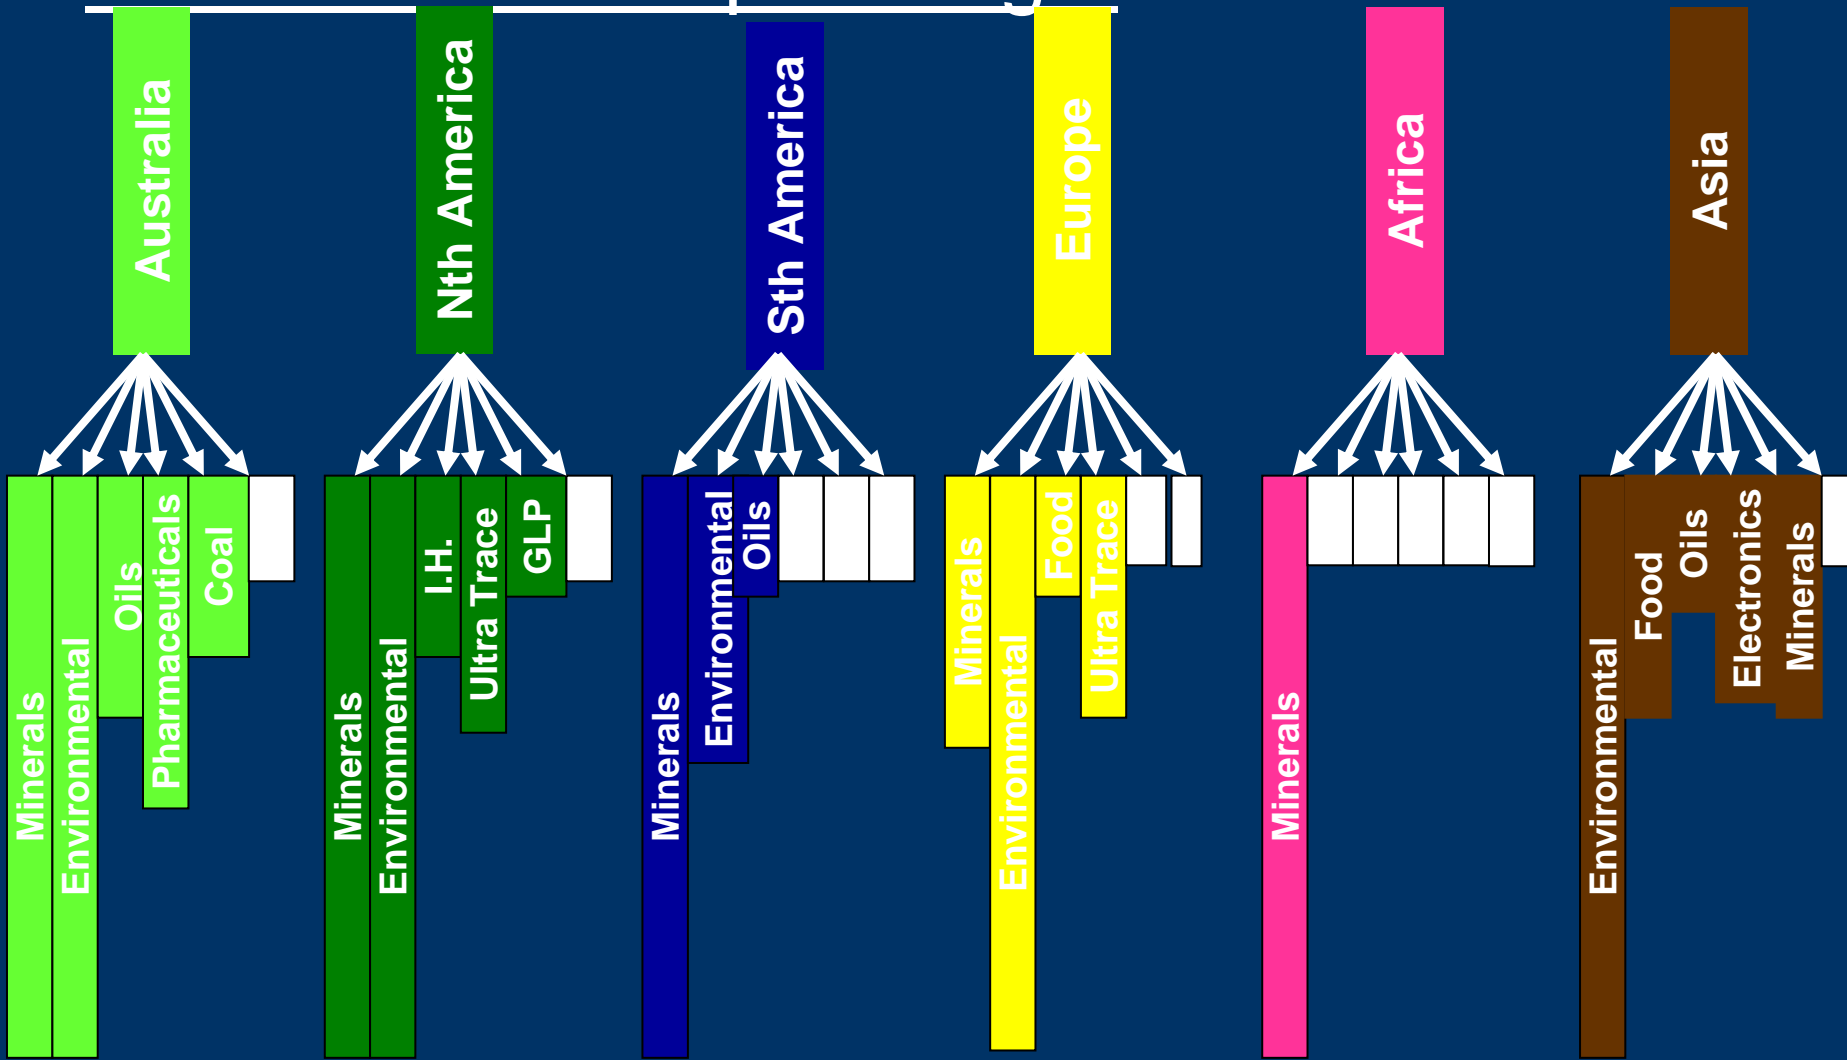 Australia
Nth America
Sth America
Europe
Africa
Asia
Minerals
Environmental
Oils
Pharmaceuticals
Coal
Minerals
Environmental
I.H.
Ultra Trace
GLP
Minerals
Environmental
Oils
Minerals
Environmental
Food
Ultra Trace
Minerals
Environmental
Food
Oils
Electronics
Minerals